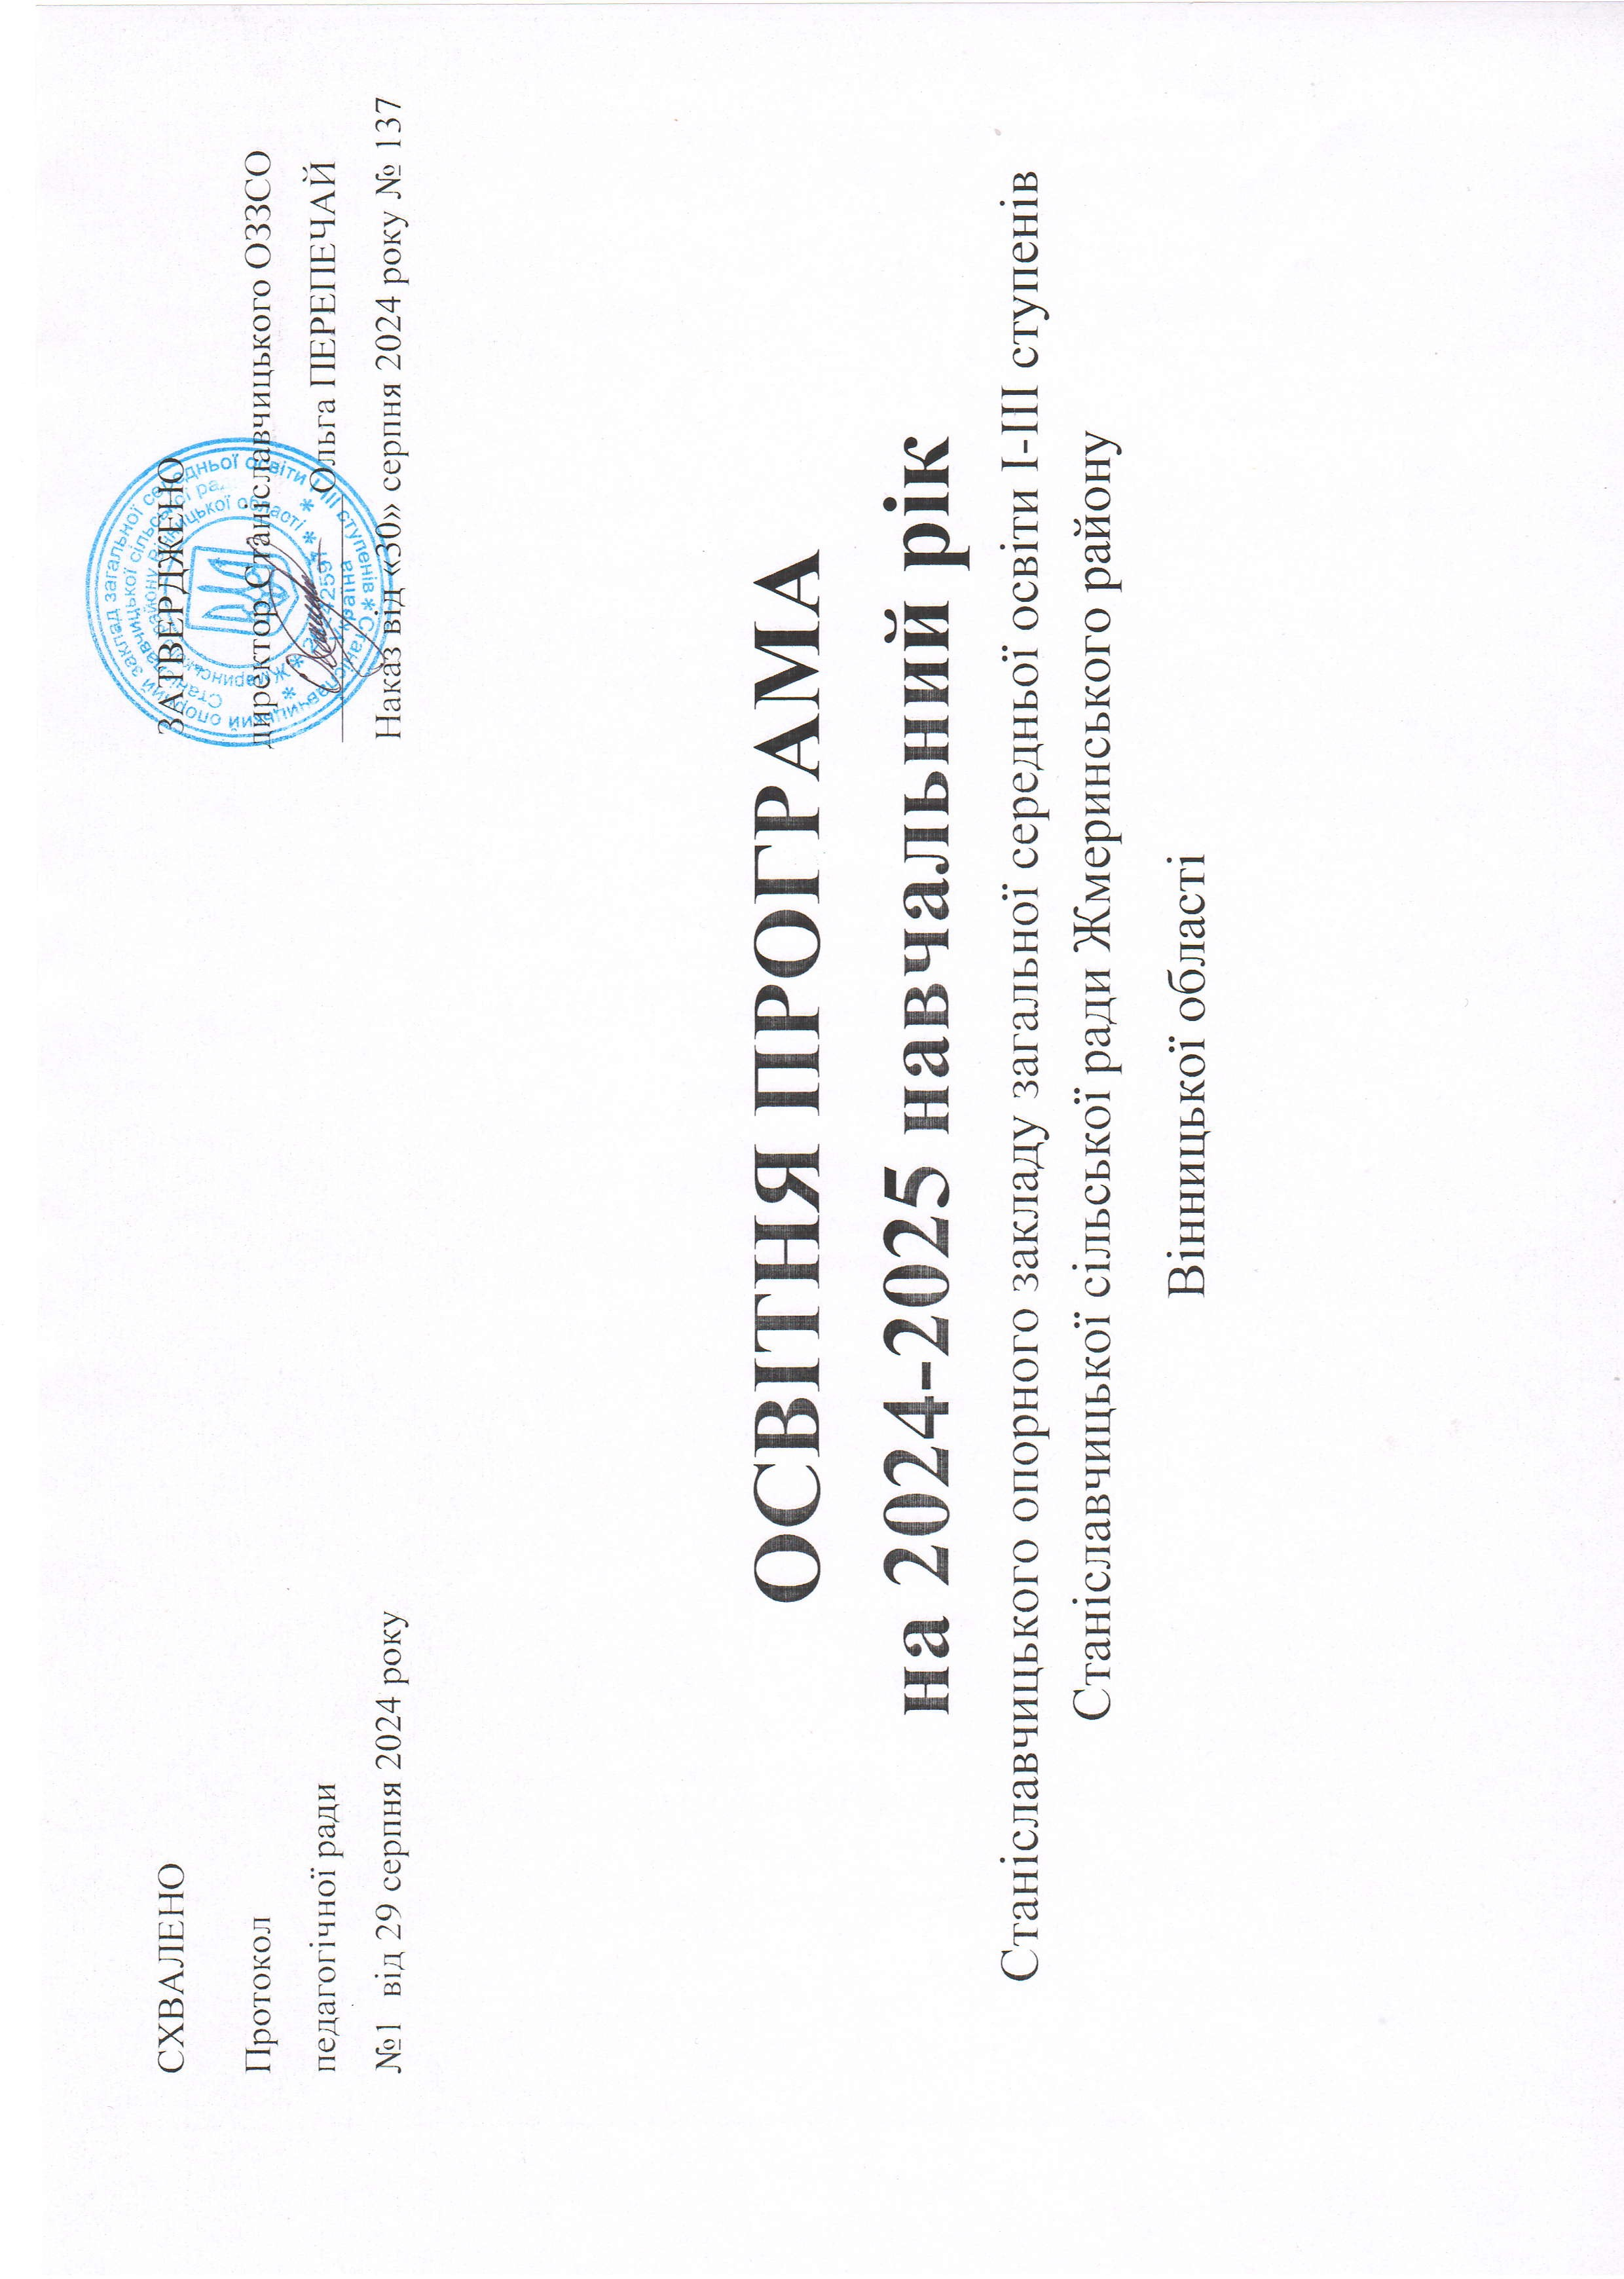 СХВАЛЕНО
Протокол
педагогічної ради
№1 від 29 серпня 2024 року
ЗАТВЕРДЖЕНО
директор Станіславчицького ОЗЗСО
Ольга ПЕРЕПЕЧАЙ
Наказ від «30» серпня 2024 року № 137
ОСВІТНЯ ПРОГРАМА
на 2024-2025 навчальний рік
Станіславчицького опорного закладу загальної середньої освіти І-ІІІ ступенів
Станіславчицької сільської ради Жмеринського району
Вінницької області